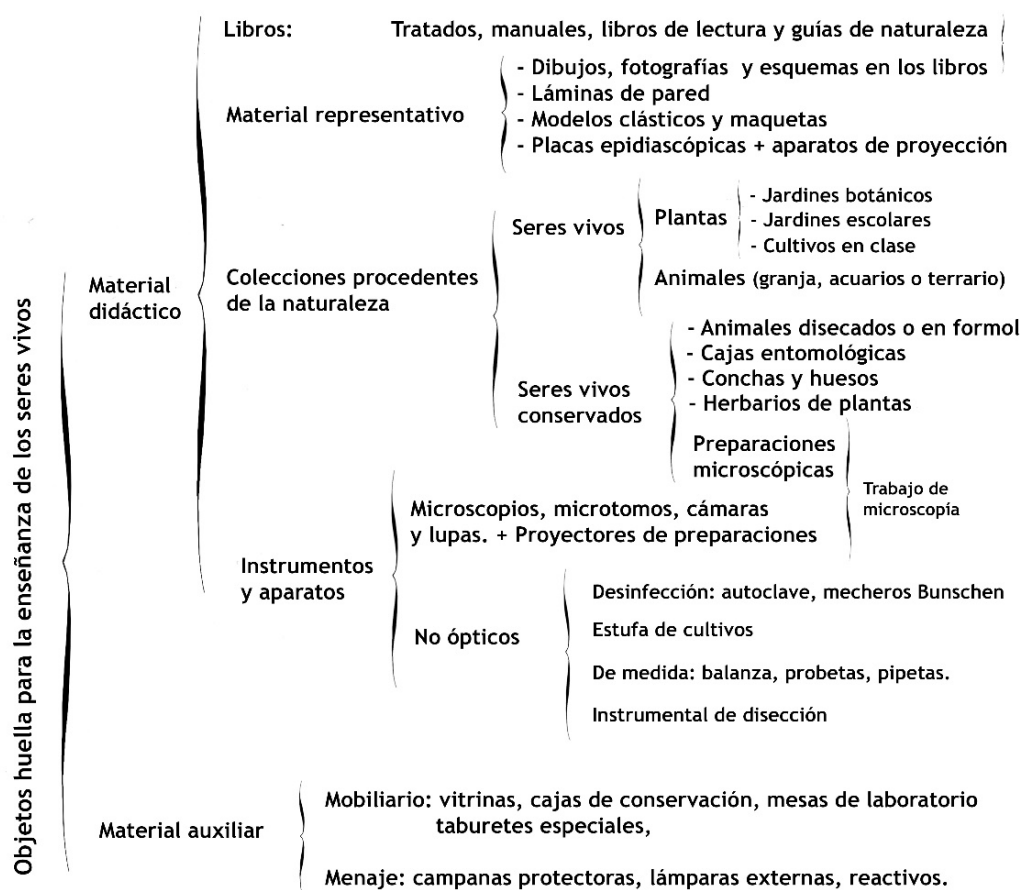 Objetos huella para la enseñanza de los seres vivos
Material
didáctico
Libros: Tratados, manuales, libros de lectura y guías de naturaleza
Material representativo
- Dibujos, fotografías y esquemas en los libros
- Láminas de pared
- Modelos clásticos y maquetas
- Placas epidiascópicas + aparatos de proyección
Colecciones procedentes
de la naturaleza
Seres vivos
Plantas
- Jardines botánicos
- Jardines escolares
- Cultivos en clase
Animales (granja, acuarios o terrario)
Seres vivos
conservados
- Animales disecados o en formol
- Cajas entomológicas
- Conchas y huesos
- Herbarios de plantas
Preparaciones
microscópicas
Trabajo de
microscopía
Instrumentos
y aparatos
Microscopios, microtomos, cámaras
y lupas. + Proyectores de preparaciones
No ópticos
Desinfección: autoclave, mecheros Bunschen
Estufa de cultivos
De medida: balanza, probetas, pipetas.
Instrumental de disección
Material auxiliar
Mobiliario: vitrinas, cajas de conservación, mesas de laboratorio
taburetes especiales,
Menaje: campanas protectoras, lámparas externas, reactivos.